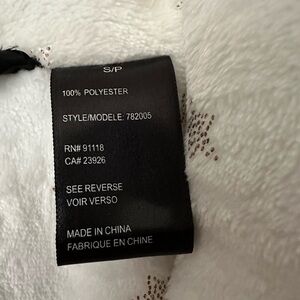 S/P
100% POLYESTER
STYLE/MODELE: 782005
RN# 91118
CA# 23926
SEE REVERSE
VOIR VERSO
MADE IN CHINA
FABRIQUE EN CHINE